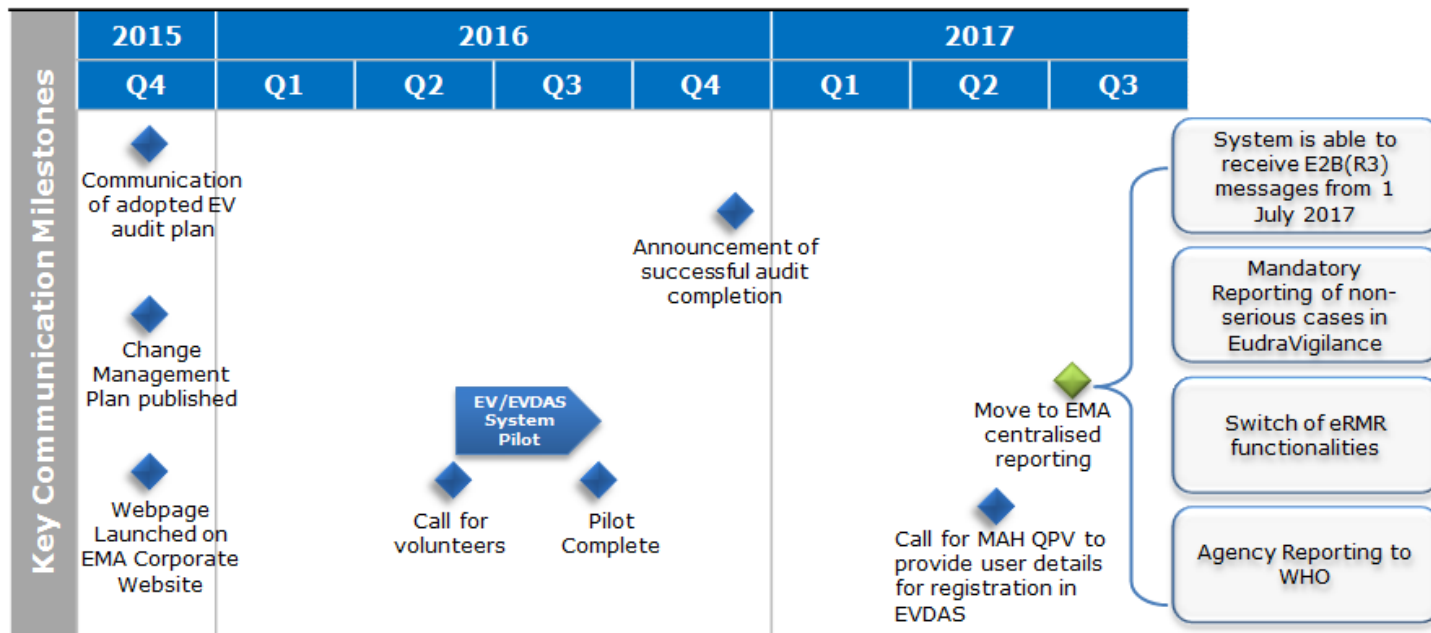 Key Communication Milestones
2015
2016
2017
Q4
Q1
Q2
Q3
Q4
Q1
Q2
Q3
Communication
of adopted EV
audit plan
Change
Management
Plan published
Webpage
Launched on
EMA Corporate
Website
EV/EVDAS
System
Pilot
Call for
volunteers
Pilot
Complete
Announcement of
successful audit
completion
Move to EMA
centralised
reporting
Call for MAH QPV to
provide user details
for registration in
EVDAS
System is able to
receive E2B(R3)
messages from 1
July 2017
Mandatory
Reporting of non-
serious cases in
EudraVigilance
Switch of eRMR
functionalities
Agency Reporting to
WHO